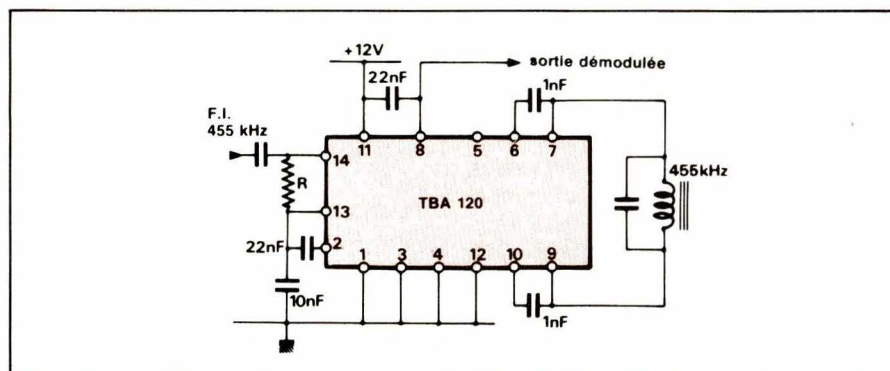 +12V
22nF
sortie démodulée
1nF
F.I.
455 kHz
11
8
5
6
7
14
R
455kHz
TBA 120
13
22nF
2
1
3
4
12
10
9
10nF
1nF